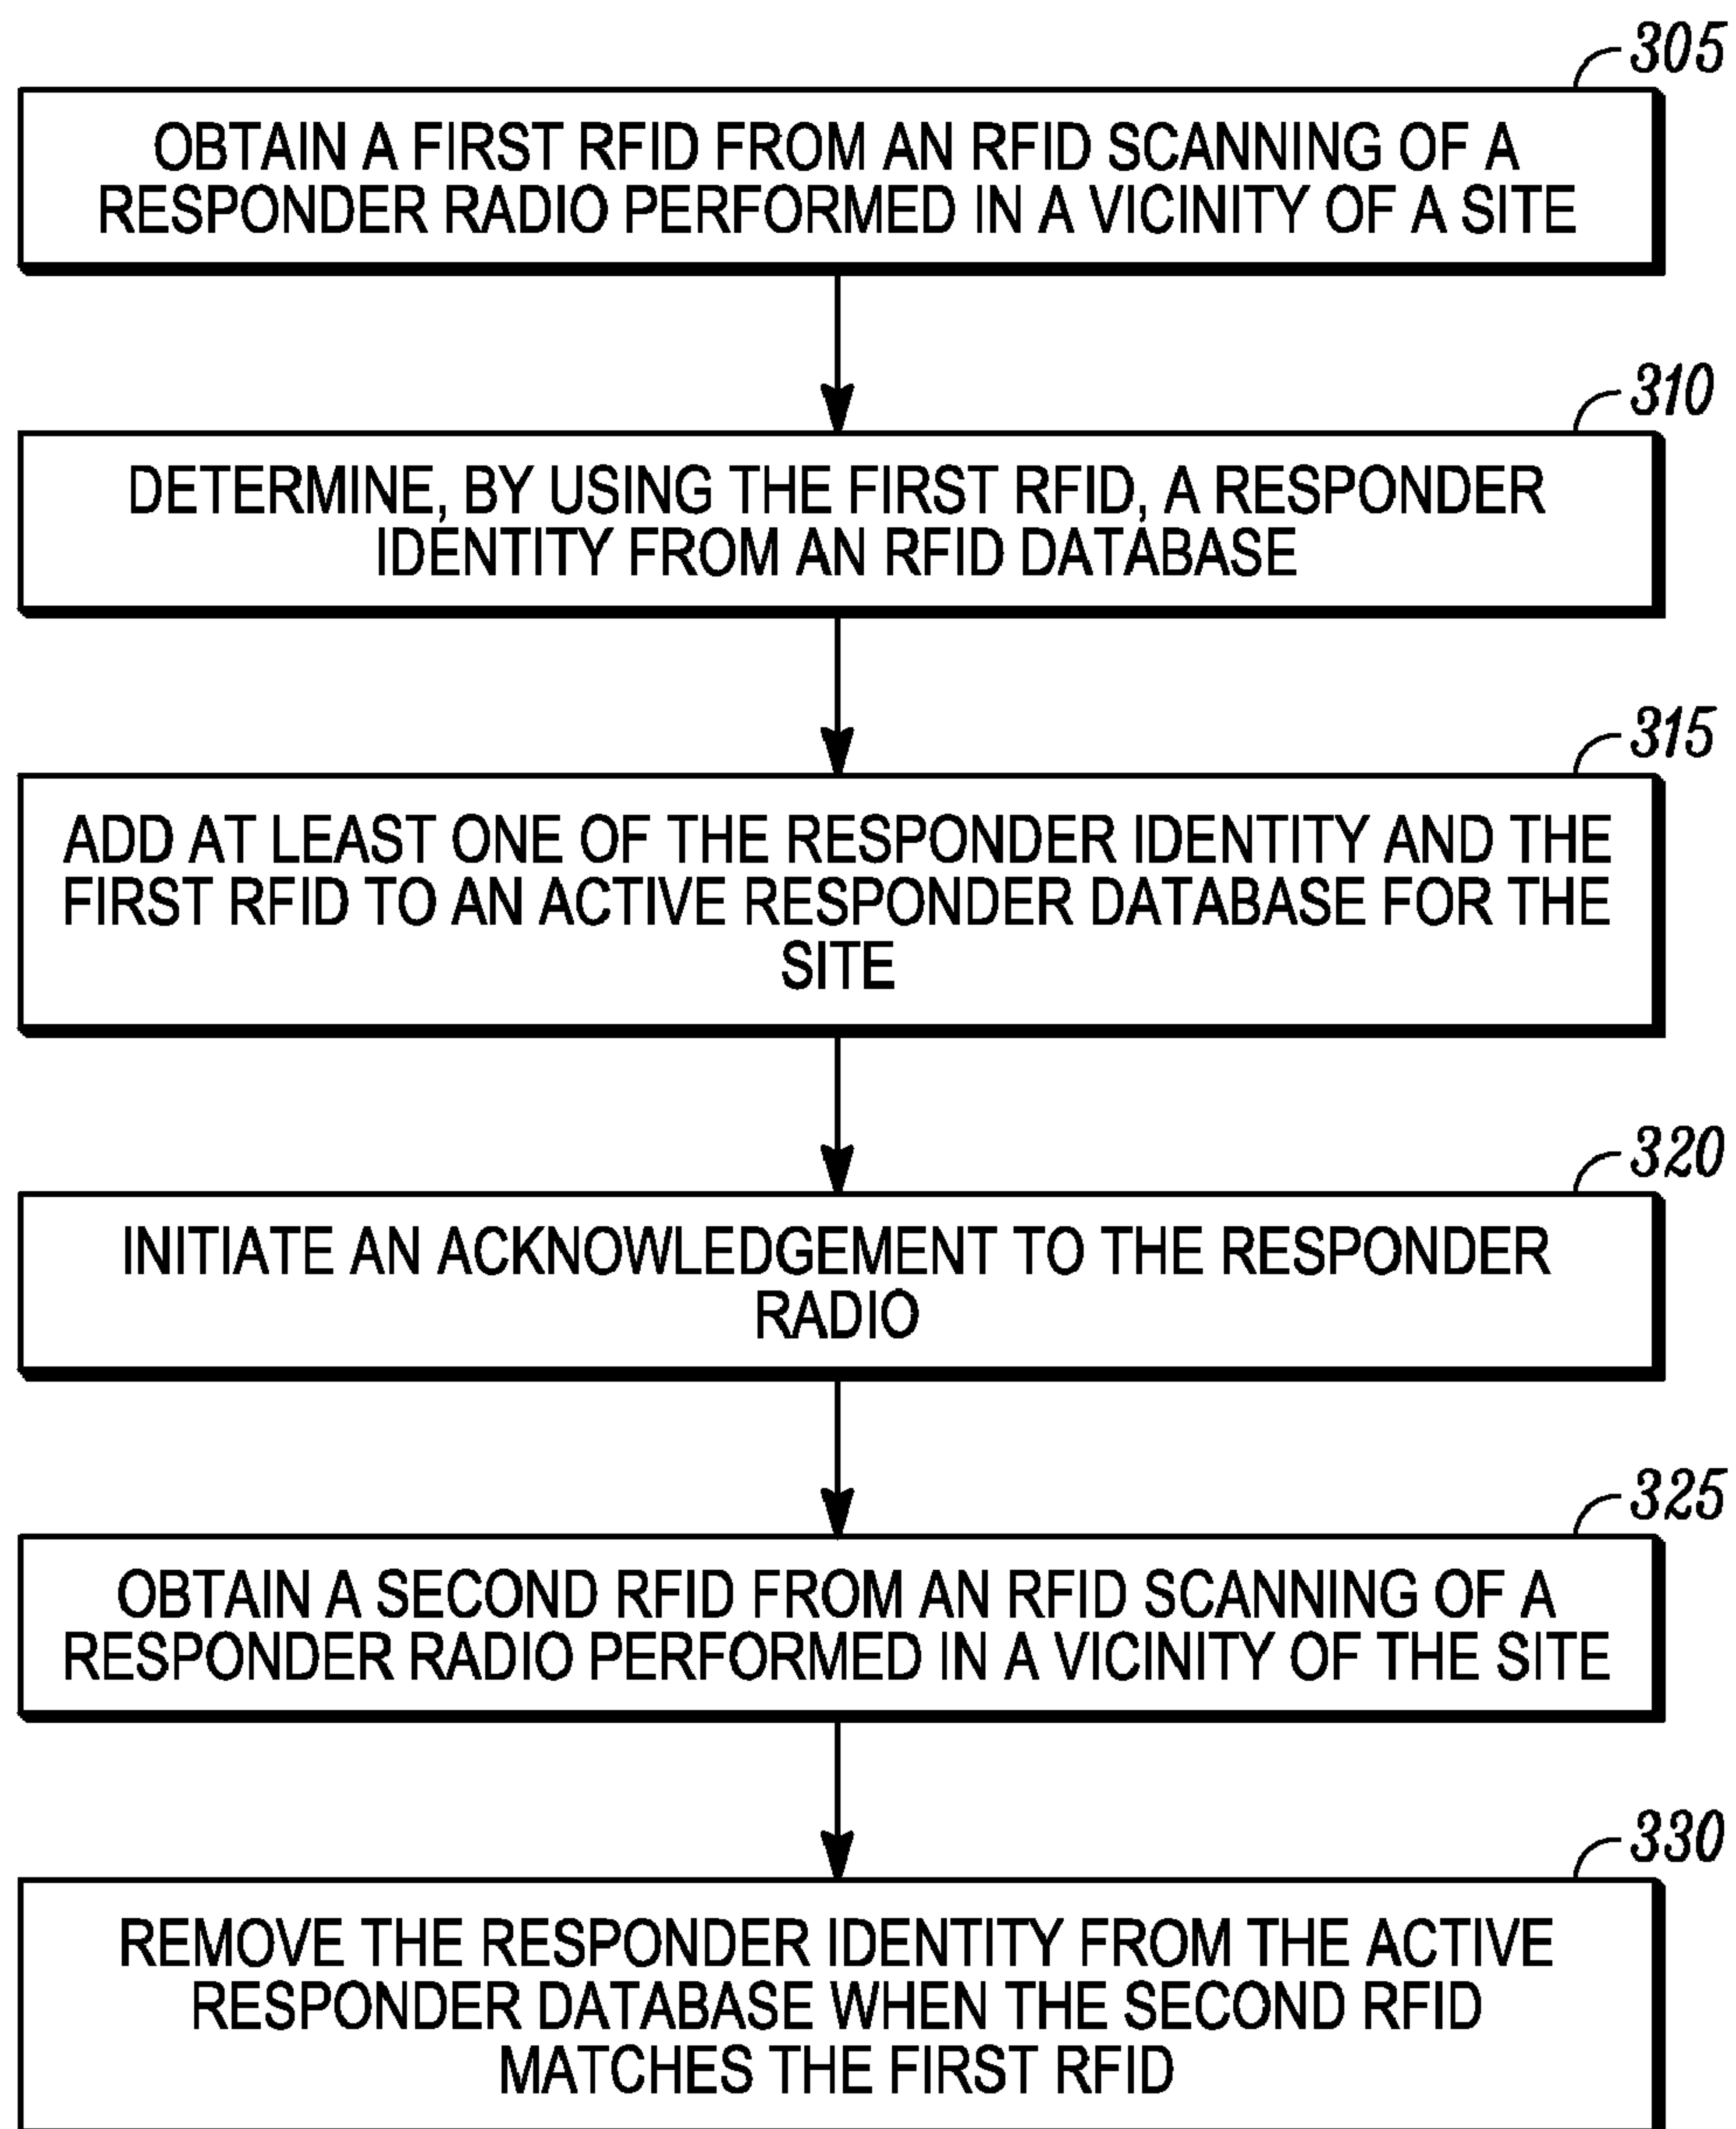 305
OBTAIN A FIRST RFID FROM AN RFID SCANNING OF A
RESPONDER RADIO PERFORMED IN A VICINITY OF A SITE
310
DETERMINE, BY USING THE FIRST RFID, A RESPONDER
IDENTITY FROM AN RFID DATABASE
315
ADD AT LEAST ONE OF THE RESPONDER IDENTITY AND THE
FIRST RFID TO AN ACTIVE RESPONDER DATABASE FOR THE
SITE
320
INITIATE AN ACKNOWLEDGEMENT TO THE RESPONDER
RADIO
325
OBTAIN A SECOND RFID FROM AN RFID SCANNING OF A
RESPONDER RADIO PERFORMED IN A VICINITY OF THE SITE
330
REMOVE THE RESPONDER IDENTITY FROM THE ACTIVE
RESPONDER DATABASE WHEN THE SECOND RFID
MATCHES THE FIRST RFID